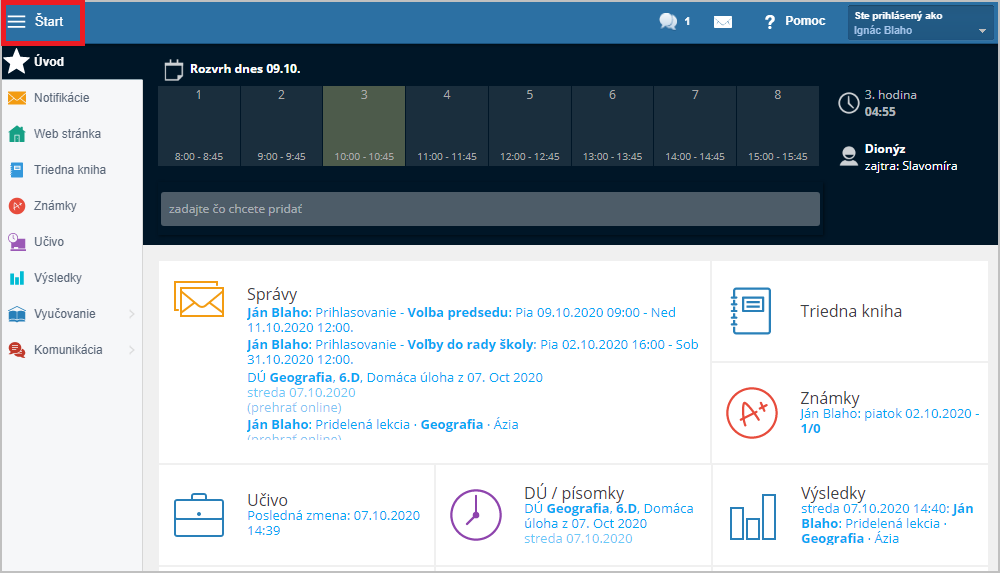 Štart
1
? Pomoc
Ste prihlásený ako
Ignác Blaho
Úvod
Notifikácie
Web stránka
Triedna kniha
Známky
Učivo
Výsledky
Vyučovanie
Komunikácia
Rozvrh dnes 09.10.
1 2 3 4 5 6 7 8
8:00 - 8:45 9:00 - 9:45 10:00 - 10:45 11:00 - 11:45 12:00 - 12:45 13:00 - 13:45 14:00 - 14:45 15:00 - 15:45
3. hodina
04:55
Dionýz
zajtra: Slavomíra
zadajte čo chcete pridať
Správy
Ján Blaho: Prihlasovanie - Volba predsedu: Pia 09.10.2020 09:00 - Ned
11.10.2020 12:00.
Ján Blaho: Prihlasovanie - Voľby do rady školy: Pia 02.10.2020 16:00 - Sob
31.10.2020 12:00.
DÚ Geografia, 6.D, Domáca úloha z 07. Oct 2020
streda 07.10.2020
(prehrať online)
Ján Blaho: Pridelená lekcia · Geografia · Ázia
(prehrať online)
Triedna kniha
A+
Známky
Ján Blaho: piatok 02.10.2020 -
1/0
Učivo
Posledná zmena: 07.10.2020
14:39
DÚ / písomky
DÚ Geografia, 6.D, Domáca
úloha z 07. Oct 2020
streda 07.10.2020
Výsledky
streda 07.10.2020 14:40: Ján
Blaho: Pridelená lekcia ·
Geografia · Ázia